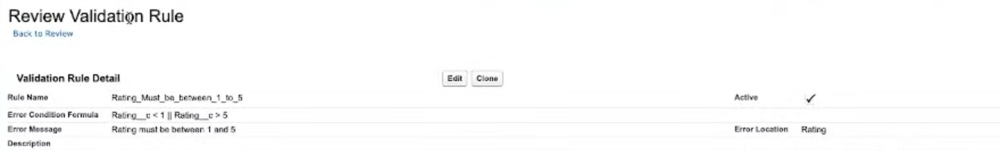 Review Validation Rule
Back to Review
Validation Rule Detail Edit Clone
Rule Name Rating_Must_be_between_1_to_5 Active ✓
Error Condition Formula Rating__c < 1 || Rating__c > 5
Error Message Rating must be between 1 and 5 Error Location Rating
Description